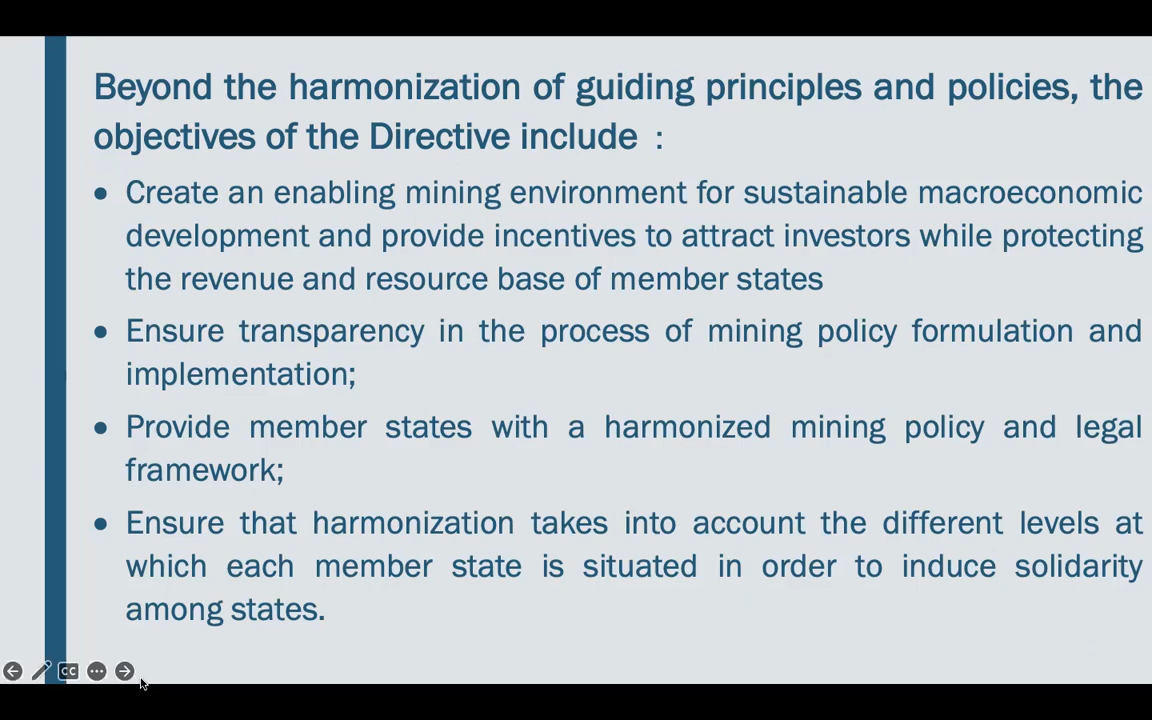 Beyond the harmonization of guiding principles and policies, the
objectives of the Directive include :
• Create an enabling mining environment for sustainable macroeconomic
development and provide incentives to attract investors while protecting
the revenue and resource base of member states
• Ensure transparency in the process of mining policy formulation and
implementation;
• Provide member states with a harmonized mining policy and legal
framework;
• Ensure that harmonization takes into account the different levels at
which each member state is situated in order to induce solidarity
among states.
CC